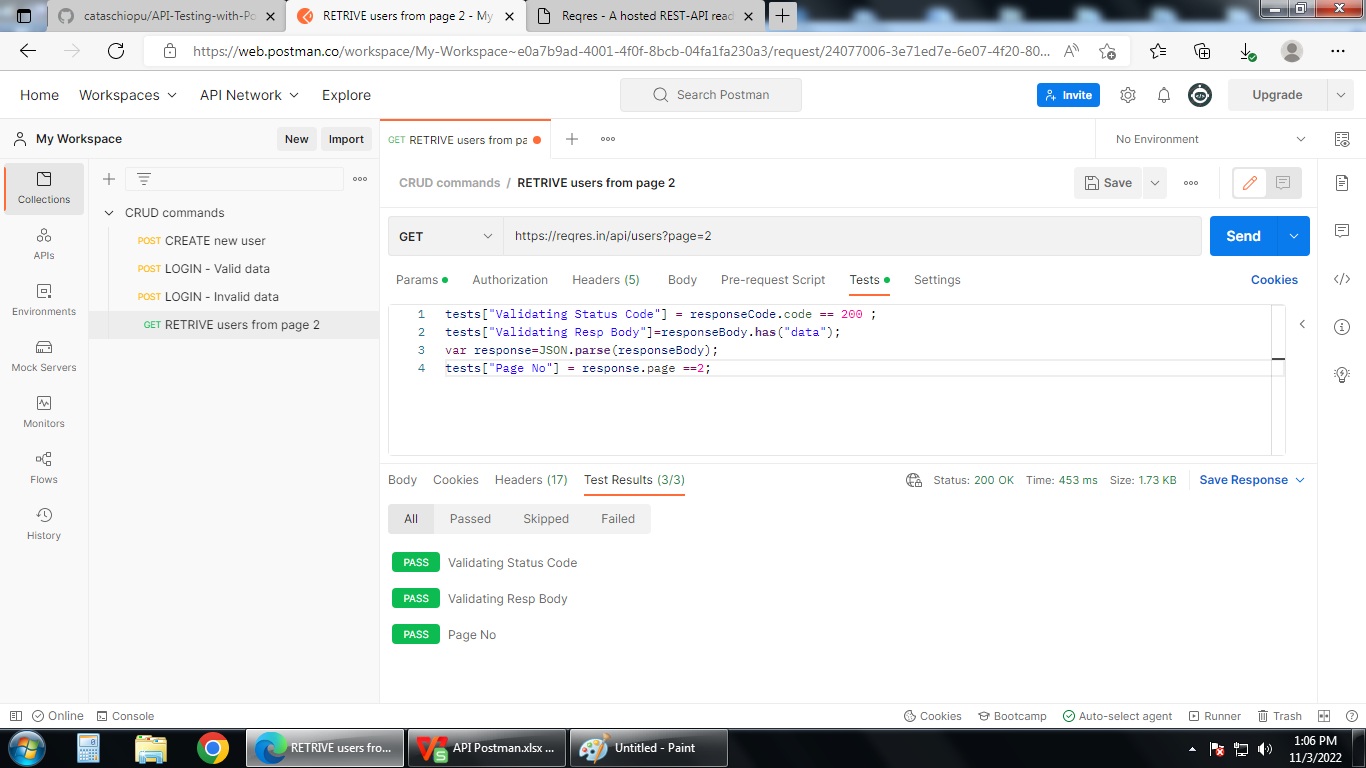 cataschiopu/API-Testing-with-Po
RETRIVE users from page 2 - My
Reqres - A hosted REST-API read
https://web.postman.co/workspace/My-Workspace~e0a7b9ad-4001-4f0f-8bcb-04fa1fa230a3/request/24077006-3e71ed7e-6e07-4f20-80...
Home Workspaces API Network Explore
Search Postman
Invite
Upgrade
My Workspace
New Import
GET RETRIVE users from pa
No Environment
Collections
APIs
Environments
Mock Servers
Monitors
Flows
History
CRUD commands
POST CREATE new user
POST LOGIN - Valid data
POST LOGIN - Invalid data
GET RETRIVE users from page 2
CRUD commands / RETRIVE users from page 2
Save
GET https://reqres.in/api/users?page=2
Send
Params Authorization Headers (5) Body Pre-request Script Tests Settings
Cookies
1 tests["Validating Status Code"] = responseCode.code == 200 ;
2 tests["Validating Resp Body"]=responseBody.has("data");
3 var response=JSON.parse(responseBody);
4 tests["Page No"] = response.page ==2;
Body Cookies Headers (17) Test Results (3/3)
Status: 200 OK Time: 453 ms Size: 1.73 KB Save Response
All Passed Skipped Failed
PASS Validating Status Code
PASS Validating Resp Body
PASS Page No
Online Console
Cookies Bootcamp Auto-select agent Runner Trash
RETRIVE users fro...
API Postman.xlsx ...
Untitled - Paint
1:06 PM
11/3/2022